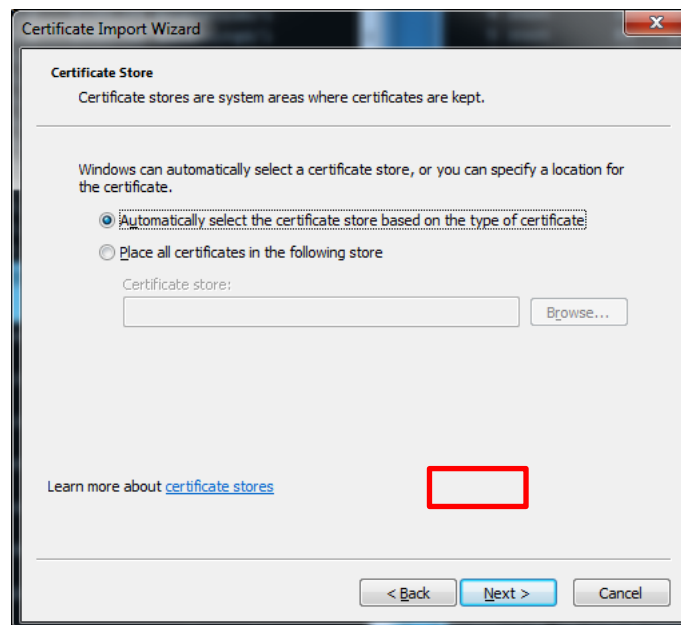 Certificate Import Wizard
Certificate Store
Certificate stores are system areas where certificates are kept.
Windows can automatically select a certificate store, or you can specify a location for
the certificate.
Automatically select the certificate store based on the type of certificate
Place all certificates in the following store
Certificate store:
Browse...
Learn more about certificate stores
< Back Next > Cancel